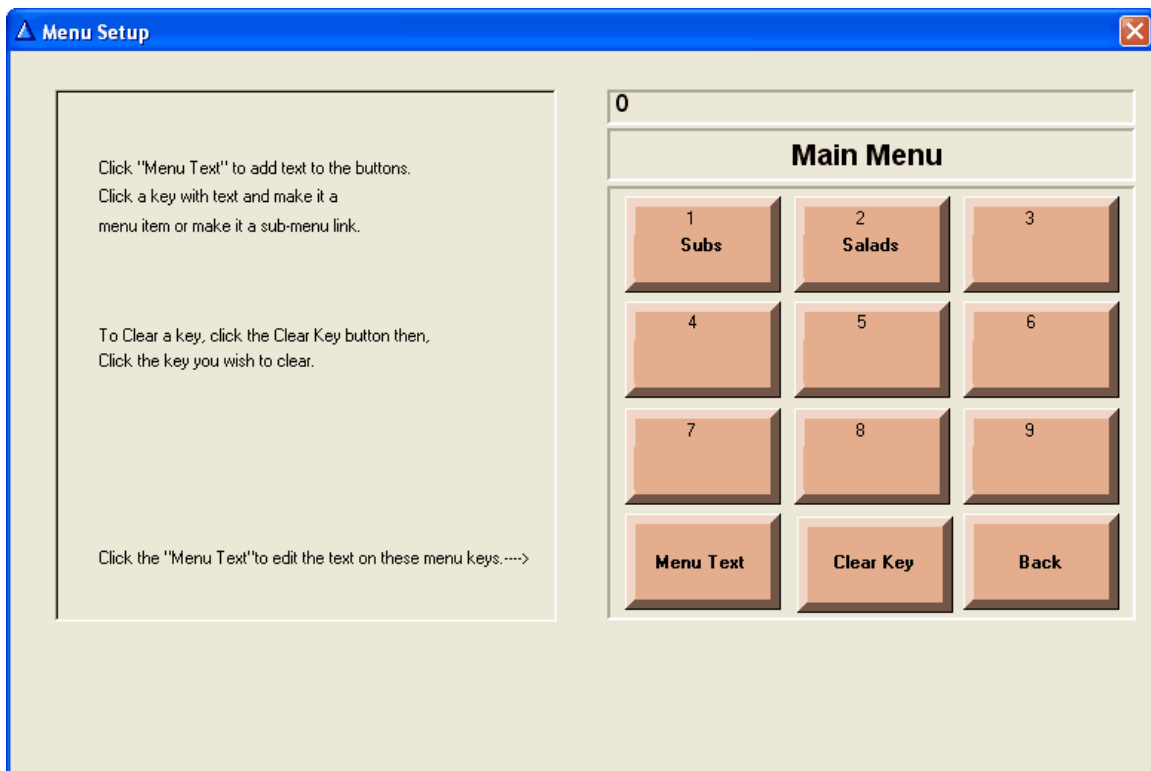 Menu Setup
Click "Menu Text" to add text to the buttons.
Click a key with text and make it a
menu item or make it a sub-menu link.
To Clear a key, click the Clear Key button then,
Click the key you wish to clear.
Click the "Menu Text"to edit the text on these menu keys.---->
0
Main Menu
1 2 3
Subs Salads
4 5 6
7 8 9
Menu Text Clear Key Back